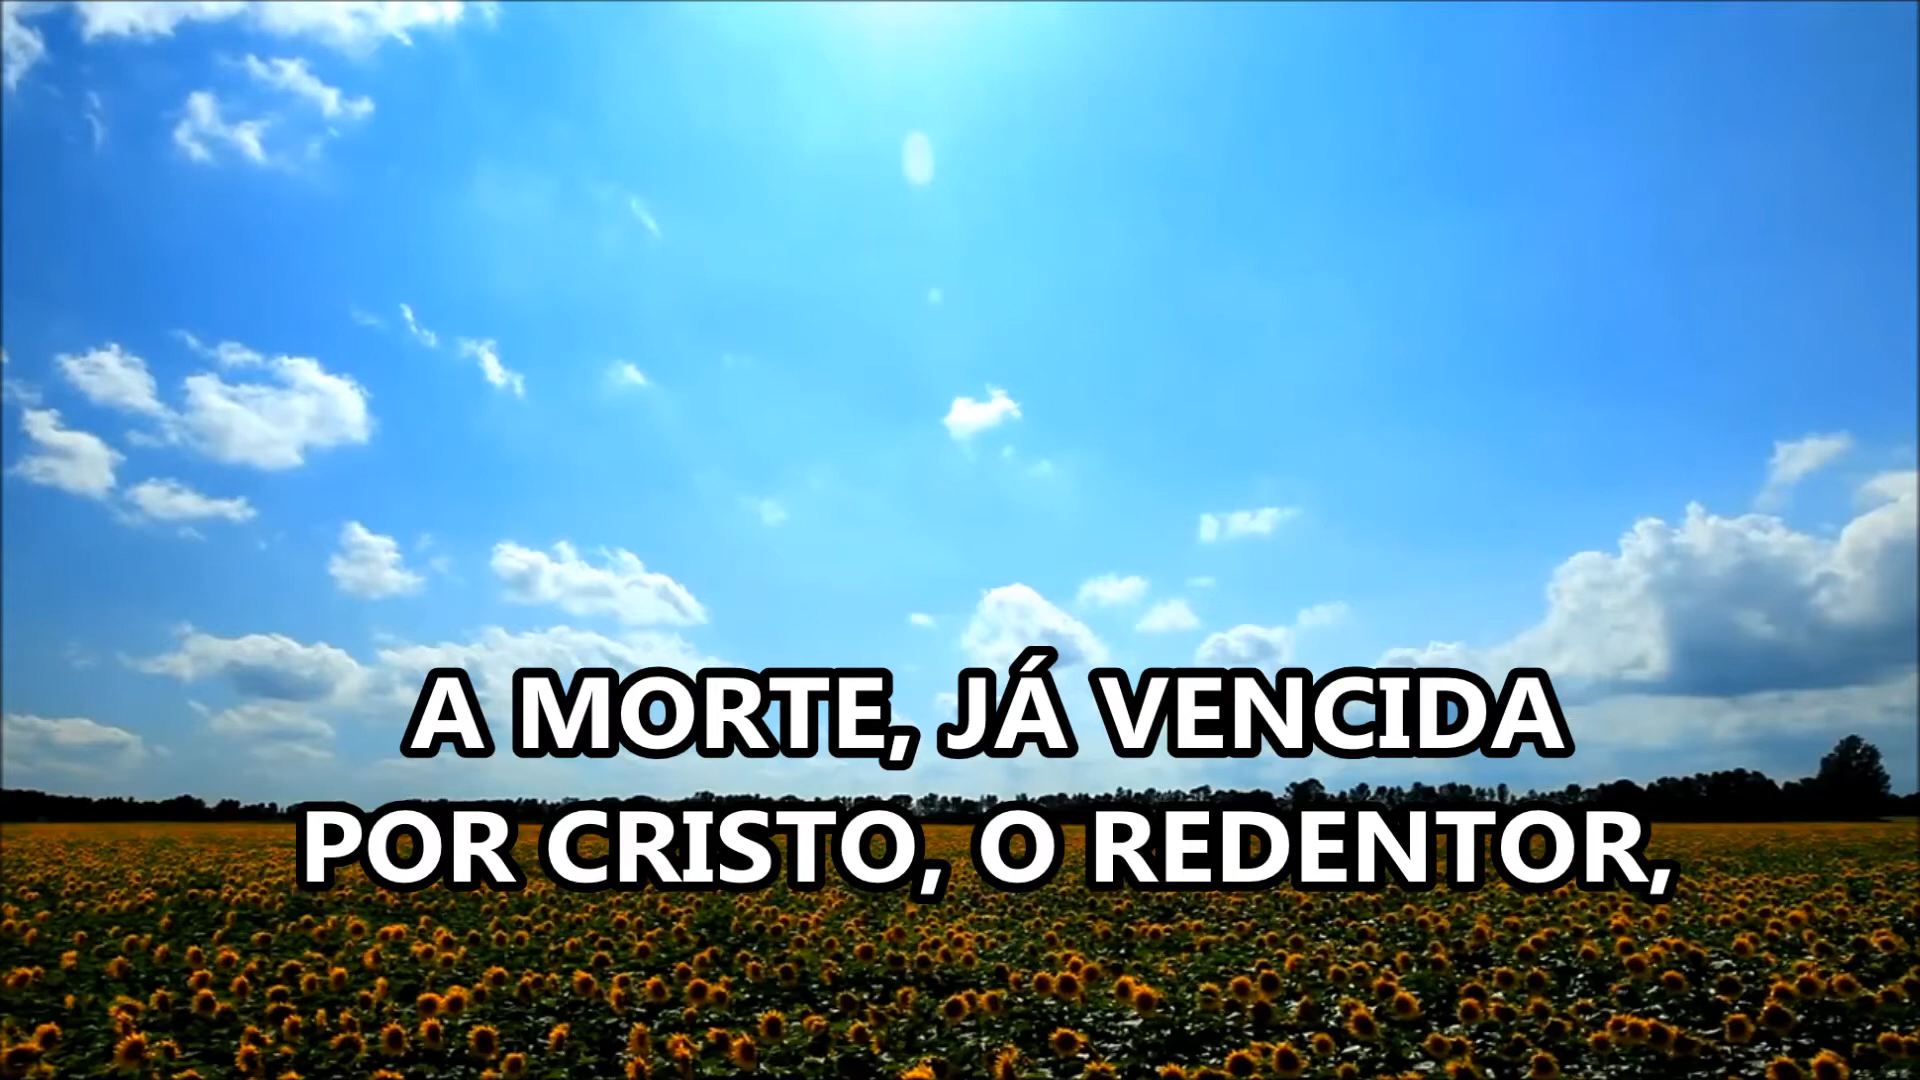 A MORTE, JÁ VENCIDA
POR CRISTO, O REDENTOR,